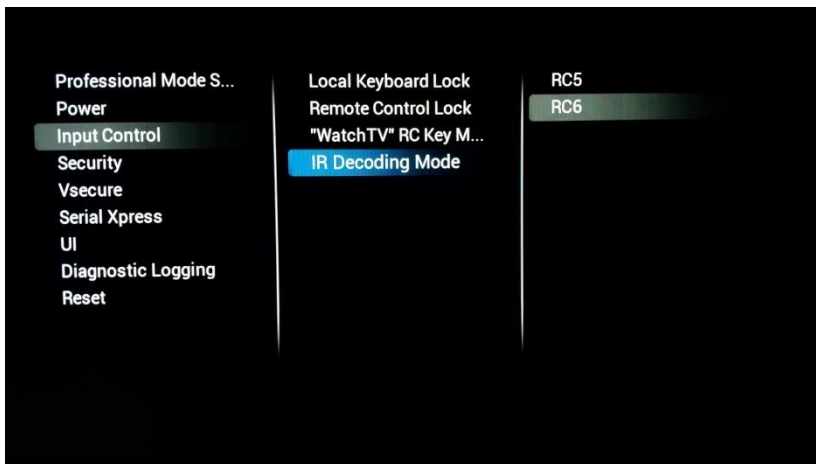 Professional Mode S...
Power
Input Control
Security
Vsecure
Serial Xpress
UI
Diagnostic Logging
Reset
Local Keyboard Lock
Remote Control Lock
"WatchTV" RC Key M...
IR Decoding Mode
RC5
RC6